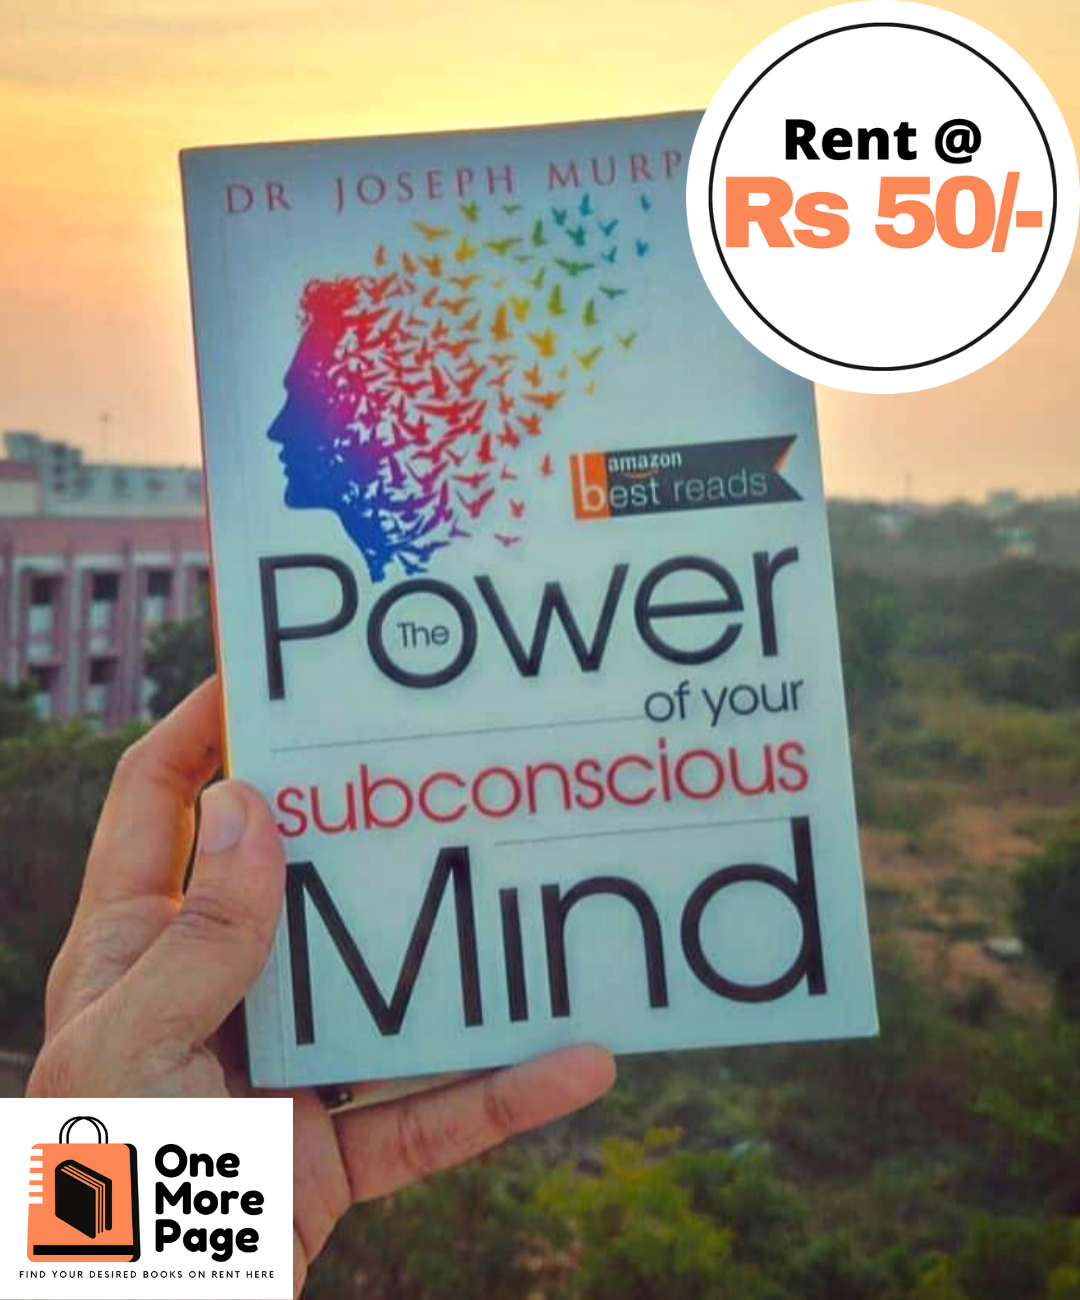 Rent @
Rs 50/-
DR JOSEPH MURP
amazon
best reads
Power
The
of your
subconscious
Mind
One
More
Page
FIND YOUR DESIRED BOOKS ON RENT HERE